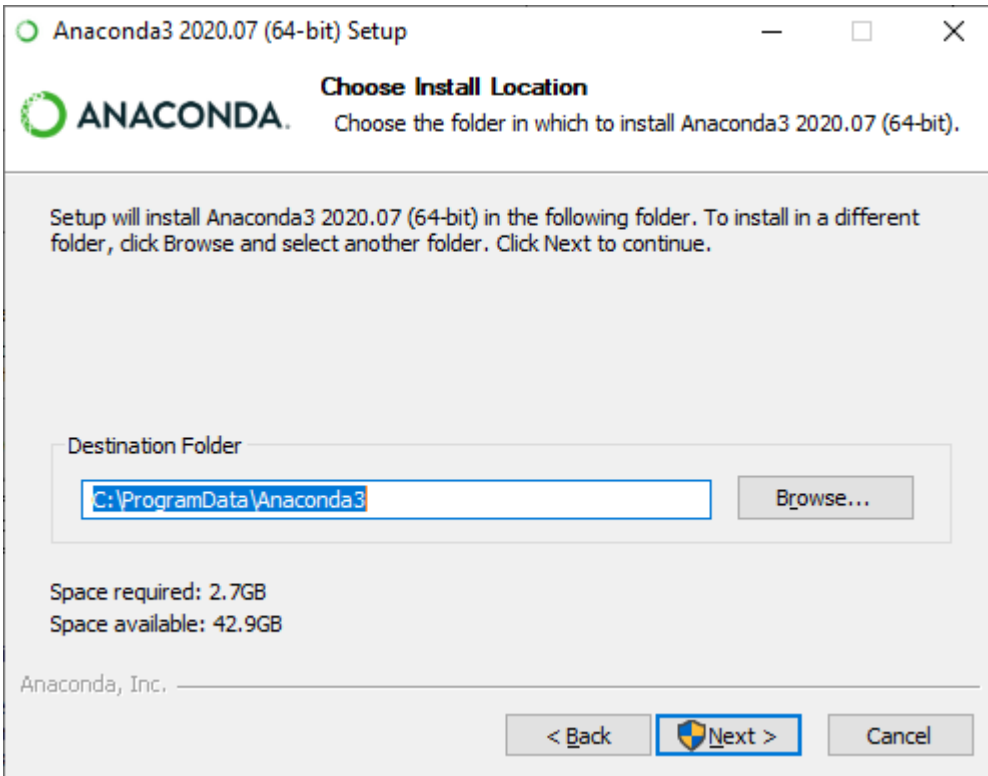 Anaconda3 2020.07 (64-bit) Setup
ANACONDA.
Choose Install Location
Choose the folder in which to install Anaconda3 2020.07 (64-bit).
Setup will install Anaconda3 2020.07 (64-bit) in the following folder. To install in a different
folder, click Browse and select another folder. Click Next to continue.
Destination Folder
C:\ProgramData\Anaconda3
Browse...
Space required: 2.7GB
Space available: 42.9GB
Anaconda, Inc.
< Back
Next >
Cancel